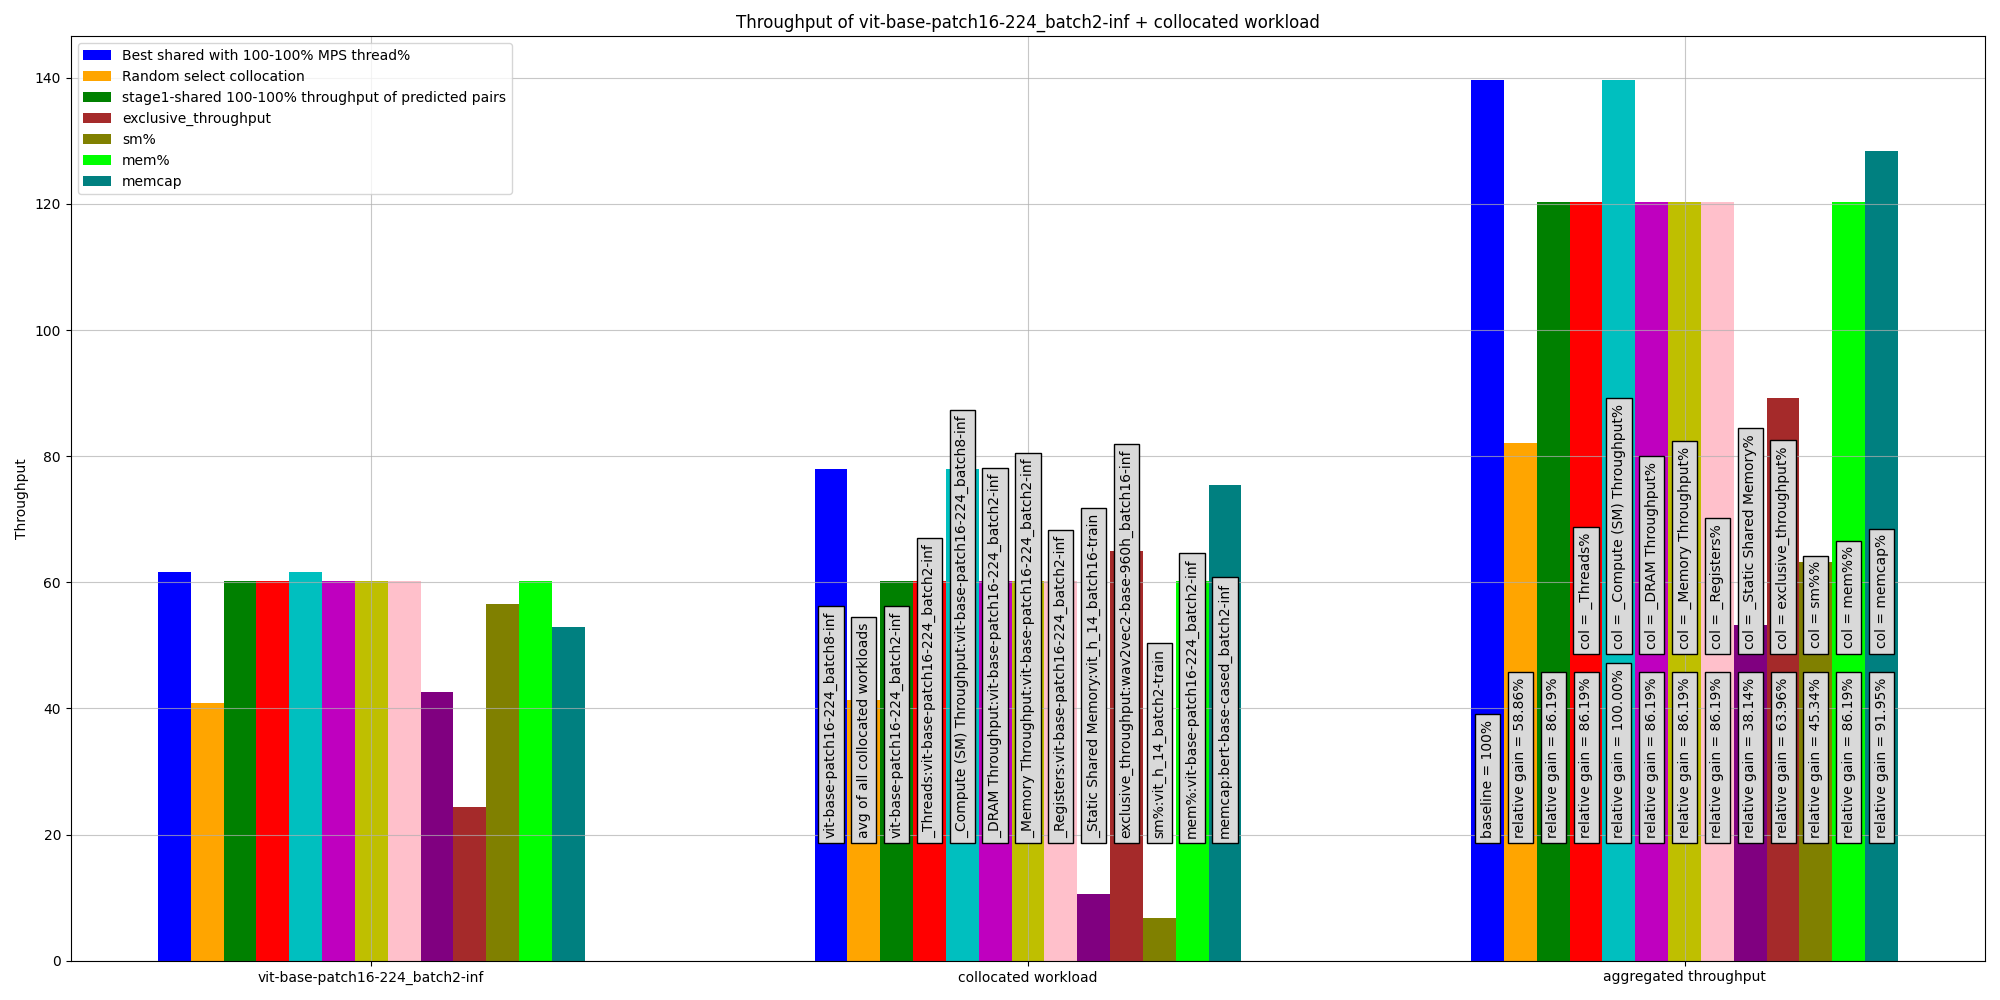 Throughput of vit-base-patch16-224_batch2-inf + collocated workload
Best shared with 100-100% MPS thread%
Random select collocation
stage1-shared 100-100% throughput of predicted pairs
exclusive_throughput
sm%
mem%
memcap
Throughput
140
120
100
80
60
40
20
0
vit-base-patch16-224_batch8-inf
avg of all collocated workloads
vit-base-patch16-224_batch2-inf
_Threads:vit-base-patch16-224_batch2-inf
_Compute (SM) Throughput:vit-base-patch16-224_batch8-inf
_DRAM Throughput:vit-base-patch16-224_batch2-inf
_Memory Throughput:vit-base-patch16-224_batch2-inf
_Registers:vit-base-patch16-224_batch2-inf
_Static Shared Memory:vit_h_14_batch16-train
exclusive_throughput:wav2vec2-base-960h_batch16-inf
sm%:vit_h_14_batch2-train
mem%:vit-base-patch16-224_batch2-inf
memcap:bert-base-cased_batch2-inf
col = _Threads%
col = _Compute (SM) Throughput%
col = _DRAM Throughput%
col = _Memory Throughput%
col = _Registers%
col = _Static Shared Memory%
col = exclusive_throughput%
col = sm%%
col = mem%%
col = memcap%
baseline = 100%
relative gain = 58.86%
relative gain = 86.19%
relative gain = 86.19%
relative gain = 100.00%
relative gain = 86.19%
relative gain = 86.19%
relative gain = 86.19%
relative gain = 38.14%
relative gain = 63.96%
relative gain = 45.34%
relative gain = 86.19%
relative gain = 91.95%
vit-base-patch16-224_batch2-inf
collocated workload
aggregated throughput